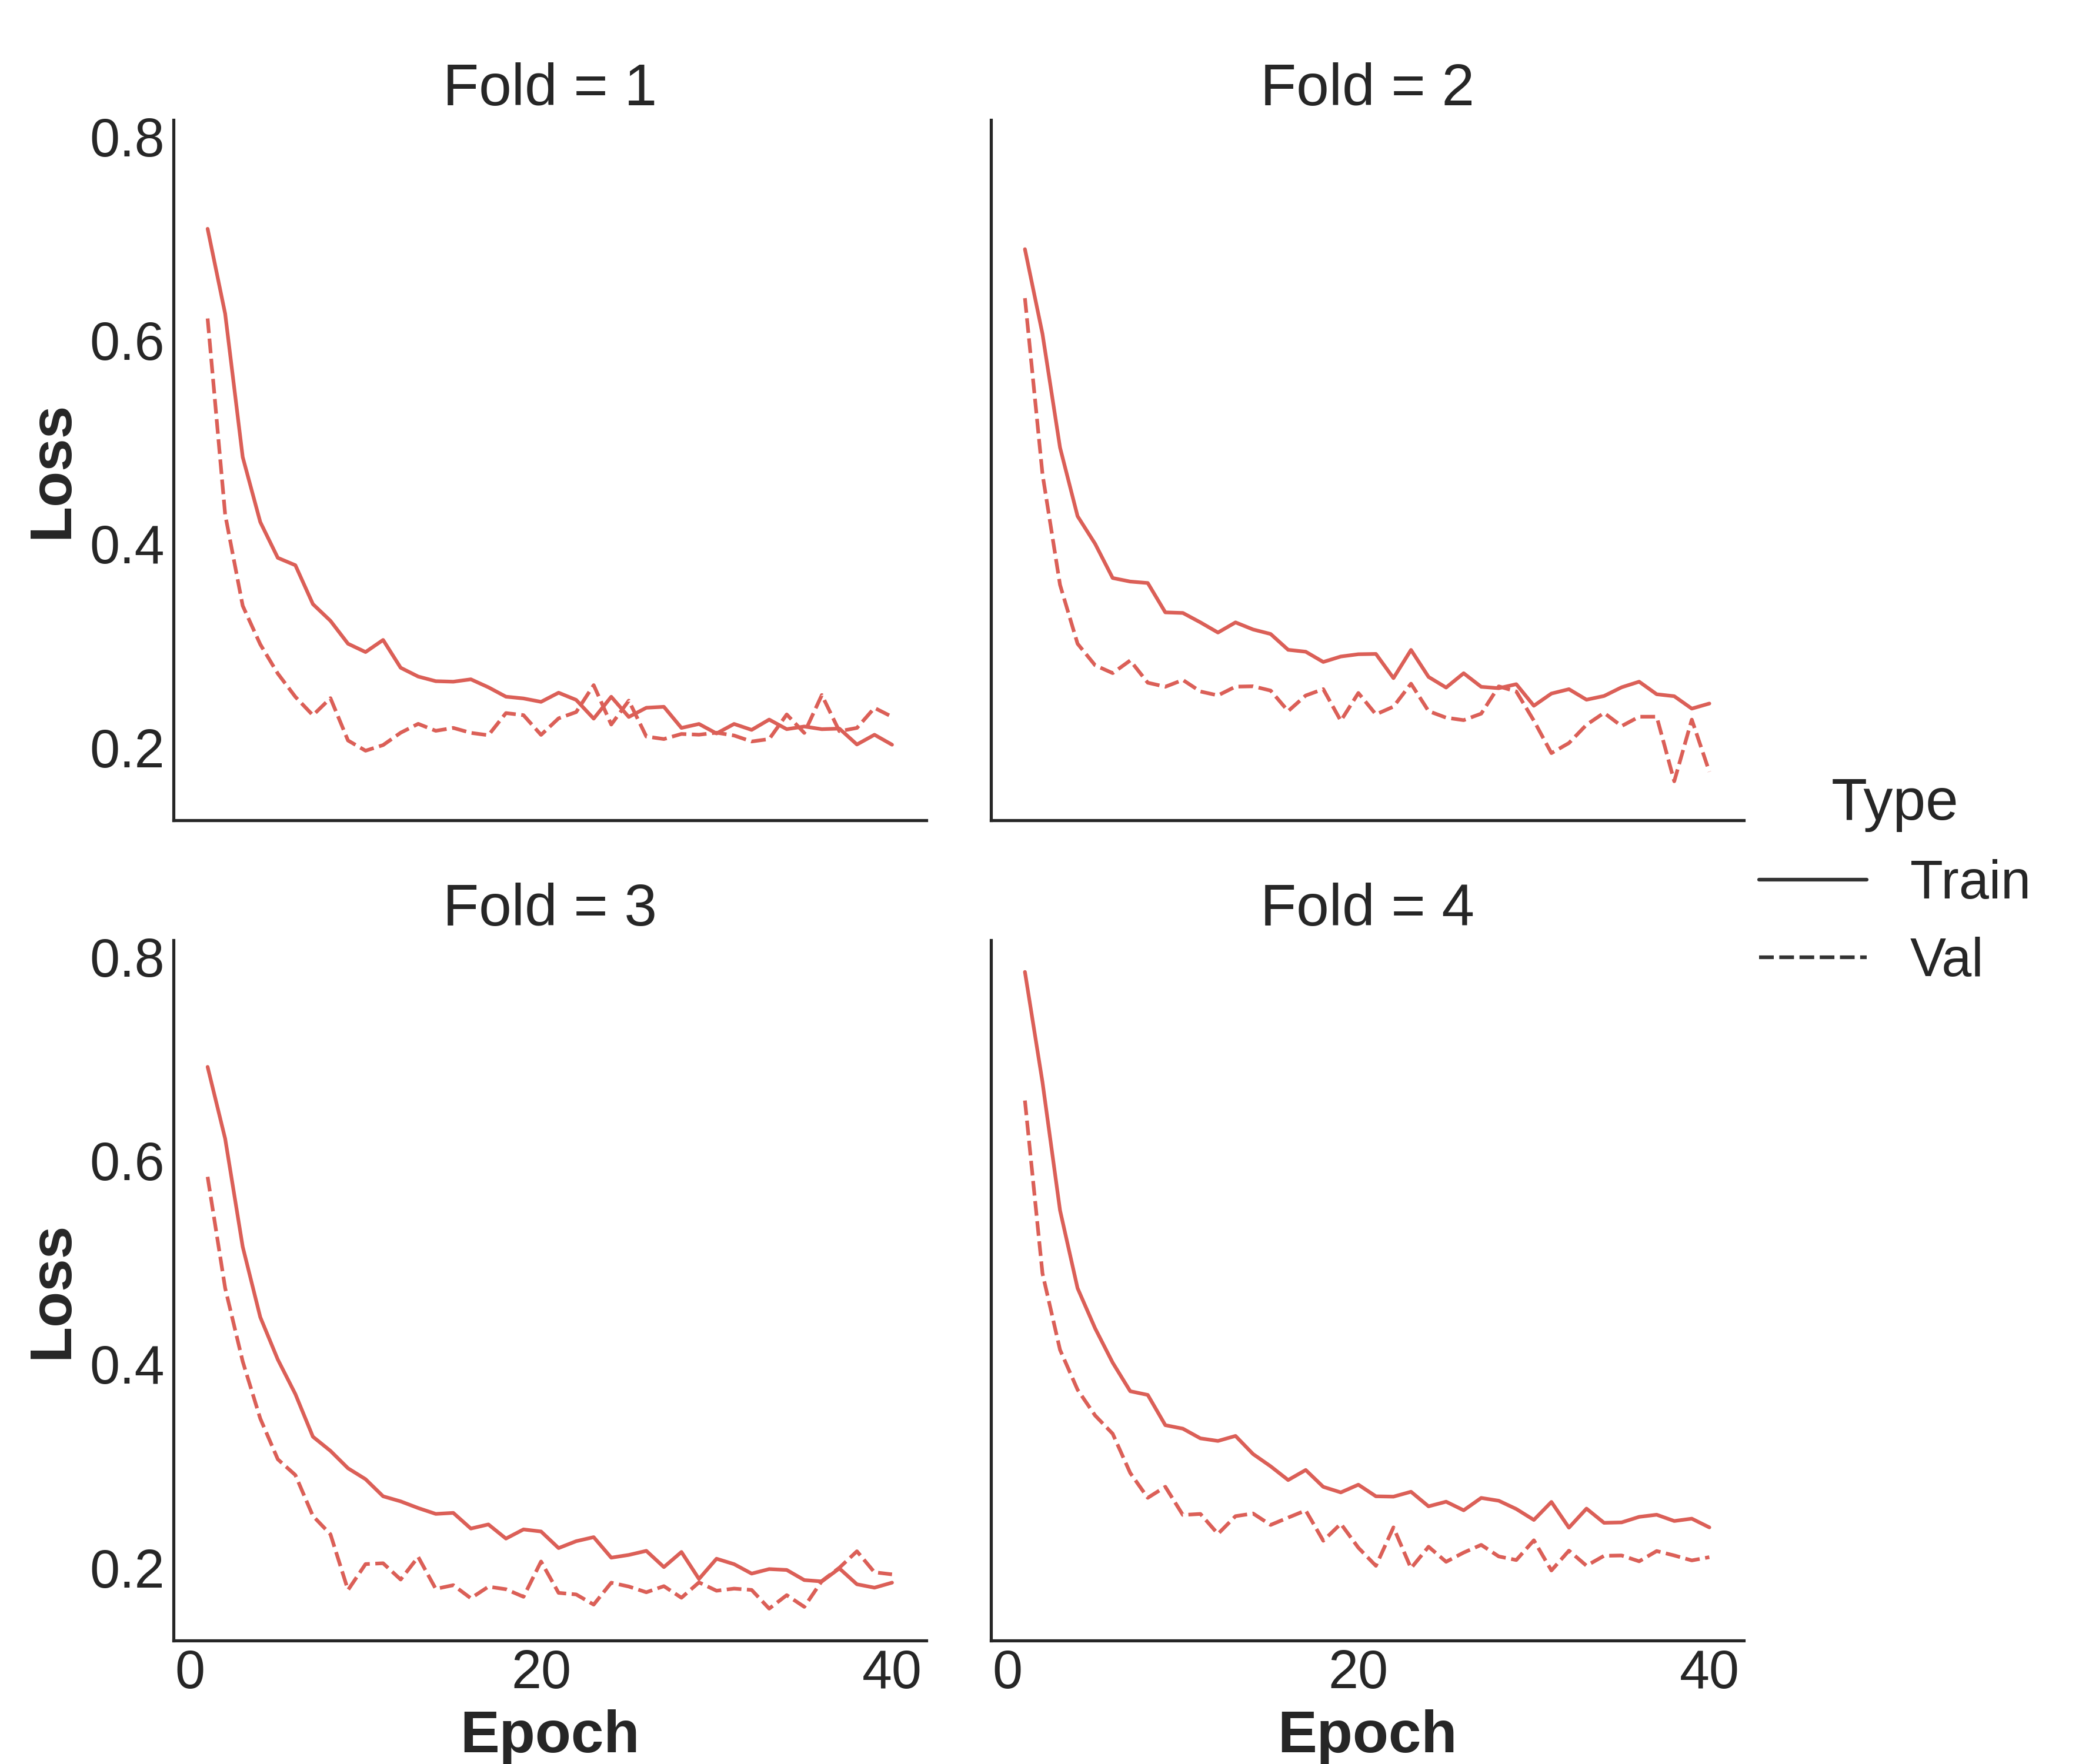 Fold = 1
Fold = 2
0.8
0.6
0.4
0.2
Loss
Type
Train
Val
Fold = 3
Fold = 4
0.8
0.6
0.4
0.2
Loss
0
20
40
0
20
40
Epoch
Epoch